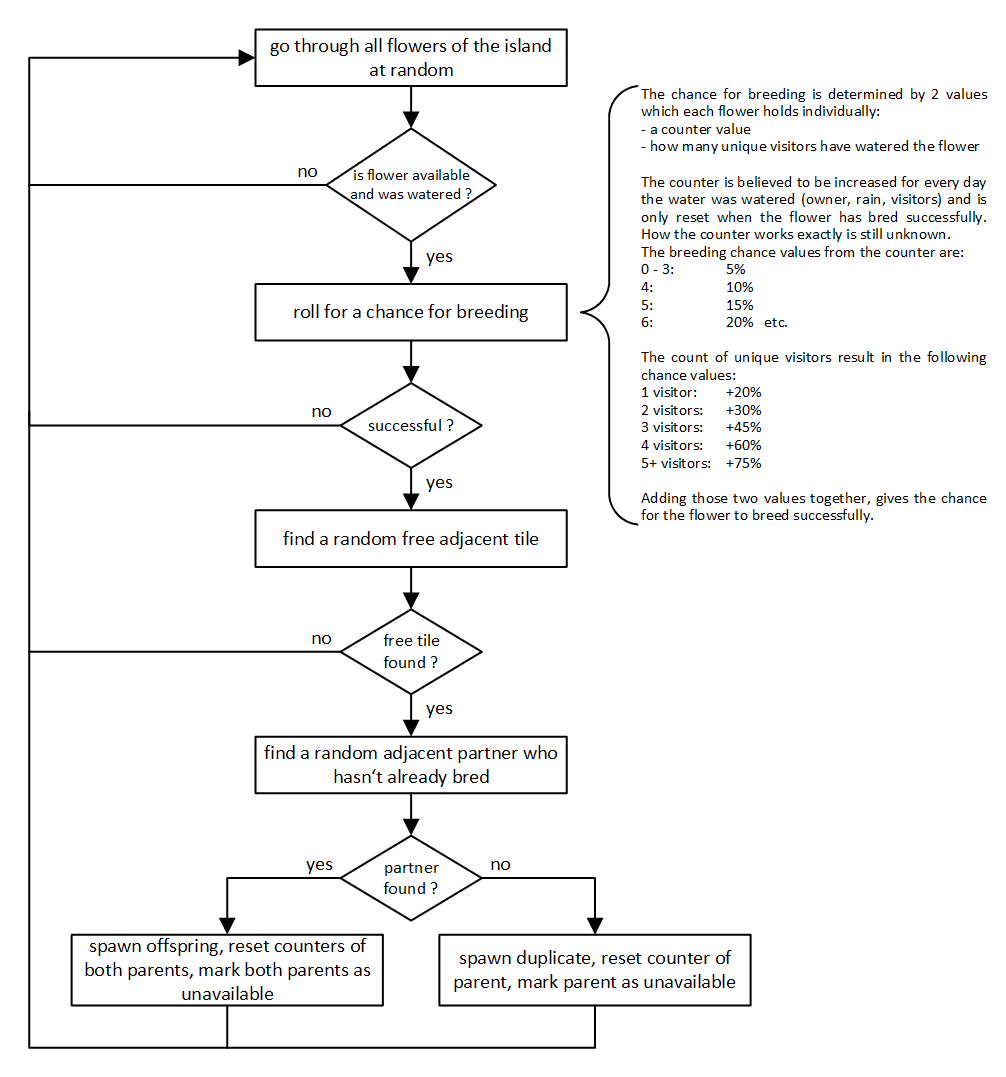 go through all flowers of the island
at random
no
is flower available
and was watered ?
yes
roll for a chance for breeding
no
successful ?
yes
find a random free adjacent tile
no
free tile
found ?
yes
find a random adjacent partner who
hasn‘t already bred
yes
partner
found ?
no
spawn offspring, reset counters of
both parents, mark both parents as
unavailable
spawn duplicate, reset counter of
parent, mark parent as unavailable
The chance for breeding is determined by 2 values
which each flower holds individually:
- a counter value
- how many unique visitors have watered the flower
The counter is believed to be increased for every day
the water was watered (owner, rain, visitors) and is
only reset when the flower has bred successfully.
How the counter works exactly is still unknown.
The breeding chance values from the counter are:
0 - 3: 5%
4: 10%
5: 15%
6: 20% etc.
The count of unique visitors result in the following
chance values:
1 visitor: +20%
2 visitors: +30%
3 visitors: +45%
4 visitors: +60%
5+ visitors: +75%
Adding those two values together, gives the chance
for the flower to breed successfully.